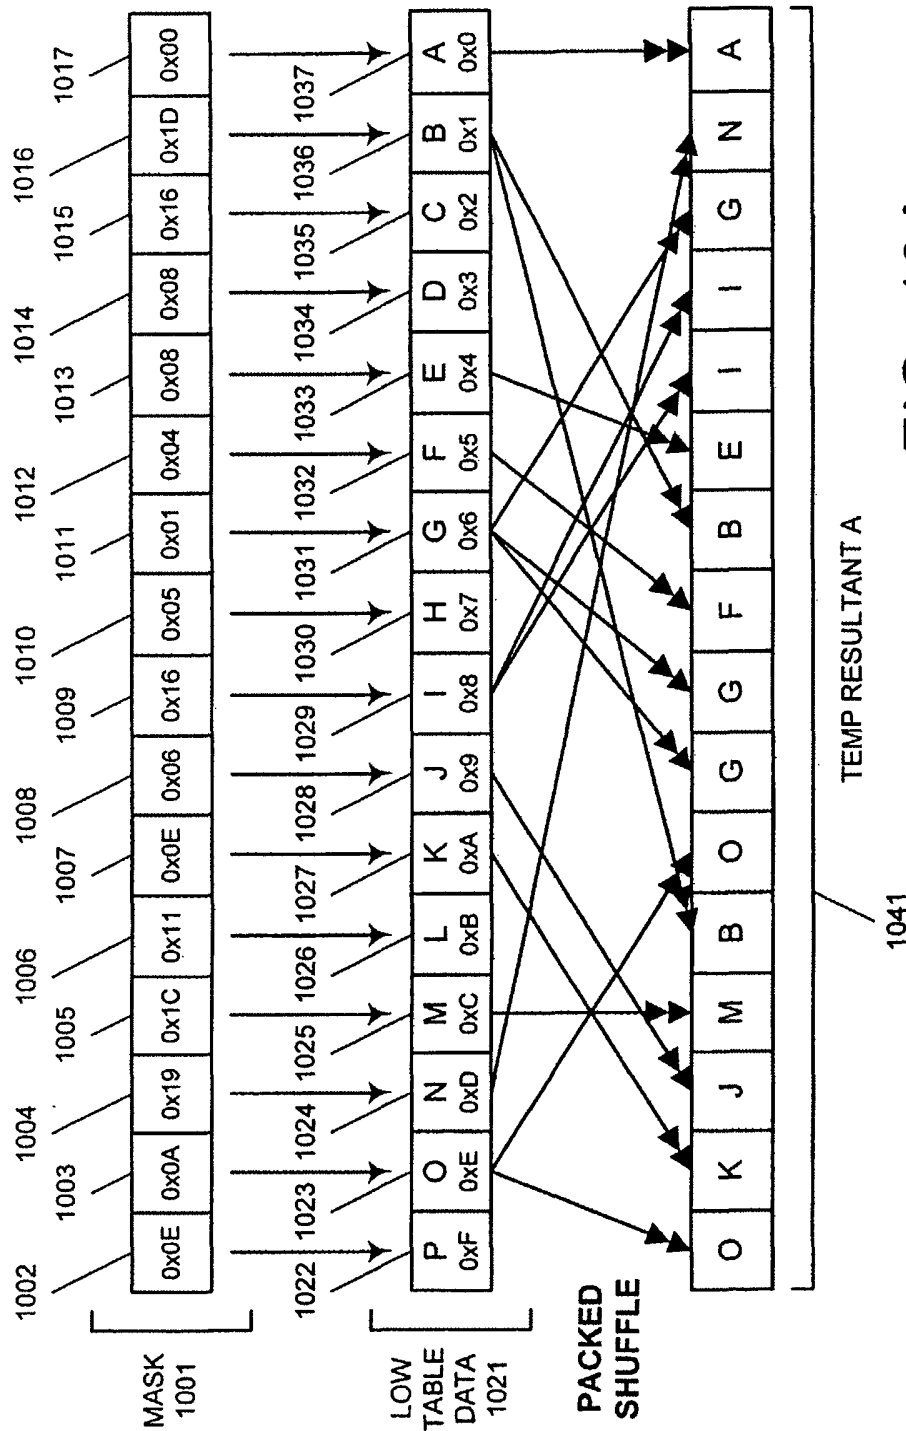 1002 1004 1006 1008 1010 1012 1014 1016
1003 1005 1007 1009 1011 1013 1015 1017
MASK
1001
0x0E 0x0A 0x19 0x1C 0x11 0x0E 0x06 0x16 0x05 0x01 0x04 0x08 0x08 0x16 0x1D 0x00
1022 1023 1024 1025 1026 1027 1028 1029 1030 1031 1032 1033 1034 1035 1036 1037
LOW
TABLE
DATA
1021
P O N M L K J I H G F E D C B A
0xF 0xE 0xD 0xC 0xB 0xA 0x9 0x8 0x7 0x6 0x5 0x4 0x3 0x2 0x1 0x0
PACKED
SHUFFLE
O K J M B O G G F B E I I G N A
TEMP RESULTANT A
1041